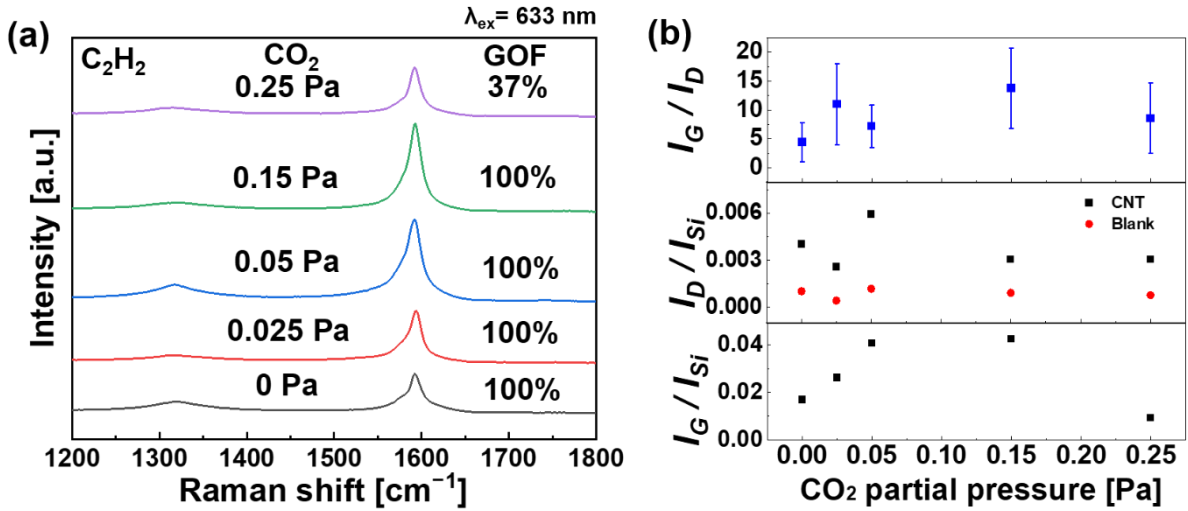 (a)
λex= 633 nm
C2H2
CO2
GOF
0.25 Pa
37%
0.15 Pa
100%
0.05 Pa
100%
0.025 Pa
100%
0 Pa
100%
Intensity [a.u.]
1200 1300 1400 1500 1600 1700 1800
Raman shift [cm−1]
(b)
IG / ID
20
15
10
5
0
ID / ISi
0.006
0.003
0.000
CNT
Blank
IG / ISi
0.04
0.02
0.00
0.00 0.05 0.10 0.15 0.20 0.25
CO2 partial pressure [Pa]